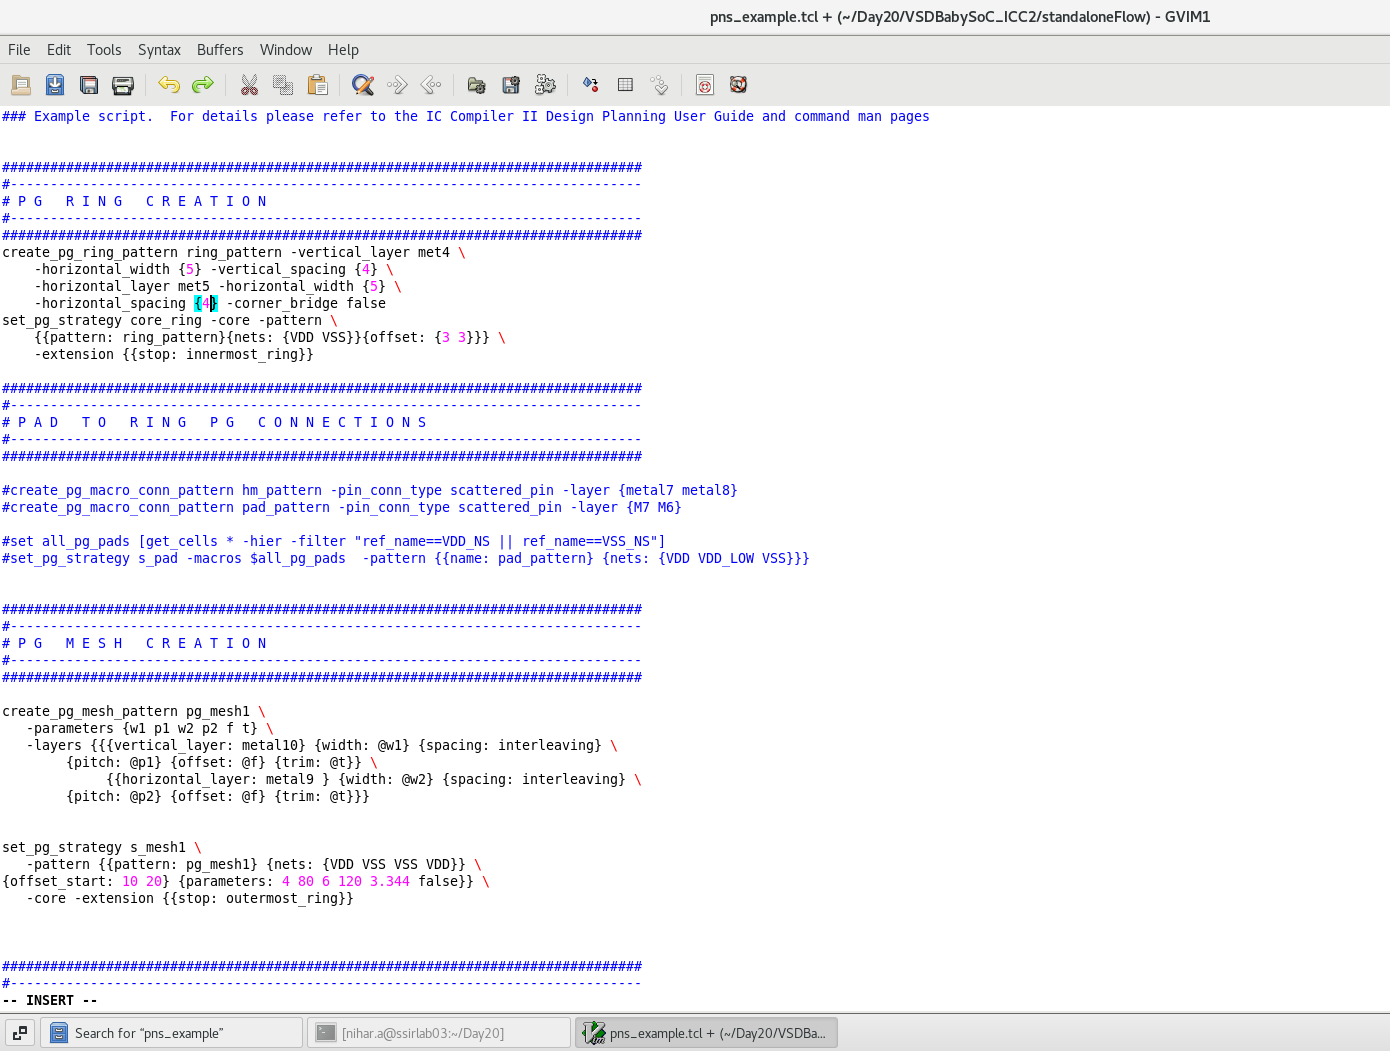 pns_example.tcl + (~/Day20/VSDBabySoC_ICC2/standaloneFlow) - GVIM1
File Edit Tools Syntax Buffers Window Help
### Example script.  For details please refer to the IC Compiler II Design Planning User Guide and command man pages
################################################################################
#-------------------------------------------------------------------------------
# P G   R I N G   C R E A T I O N
#-------------------------------------------------------------------------------
################################################################################
create_pg_ring_pattern ring_pattern -vertical_layer met4 \
    -horizontal_width {5} -vertical_spacing {4} \
    -horizontal_layer met5 -horizontal_width {5} \
    -horizontal_spacing {4} -corner_bridge false
set_pg_strategy core_ring -core -pattern \
    {{pattern: ring_pattern}{nets: {VDD VSS}}{offset: {3 3}}} \
    -extension {{stop: innermost_ring}}
################################################################################
#-------------------------------------------------------------------------------
# P A D   T O   R I N G   P G   C O N N E C T I O N S
#-------------------------------------------------------------------------------
################################################################################
#create_pg_macro_conn_pattern hm_pattern -pin_conn_type scattered_pin -layer {metal7 metal8}
#create_pg_macro_conn_pattern pad_pattern -pin_conn_type scattered_pin -layer {M7 M6}
#set all_pg_pads [get_cells * -hier -filter "ref_name==VDD_NS || ref_name==VSS_NS"]
#set_pg_strategy s_pad -macros $all_pg_pads  -pattern {{name: pad_pattern} {nets: {VDD VDD_LOW VSS}}}
################################################################################
#-------------------------------------------------------------------------------
# P G   M E S H   C R E A T I O N
#-------------------------------------------------------------------------------
################################################################################
create_pg_mesh_pattern pg_mesh1 \
   -parameters {w1 p1 w2 p2 f t} \
   -layers {{{vertical_layer: metal10} {width: @w1} {spacing: interleaving} \
        {pitch: @p1} {offset: @f} {trim: @t}} \
             {{horizontal_layer: metal9 } {width: @w2} {spacing: interleaving} \
        {pitch: @p2} {offset: @f} {trim: @t}}}
set_pg_strategy s_mesh1 \
   -pattern {{pattern: pg_mesh1} {nets: {VDD VSS VSS VDD}} \
{offset_start: 10 20} {parameters: 4 80 6 120 3.344 false}} \
   -core -extension {{stop: outermost_ring}}
################################################################################
#-------------------------------------------------------------------------------
-- INSERT --
Search for “pns_example” [nihar.a@ssirlab03:~/Day20] pns_example.tcl + (~/Day20/VSDBa...